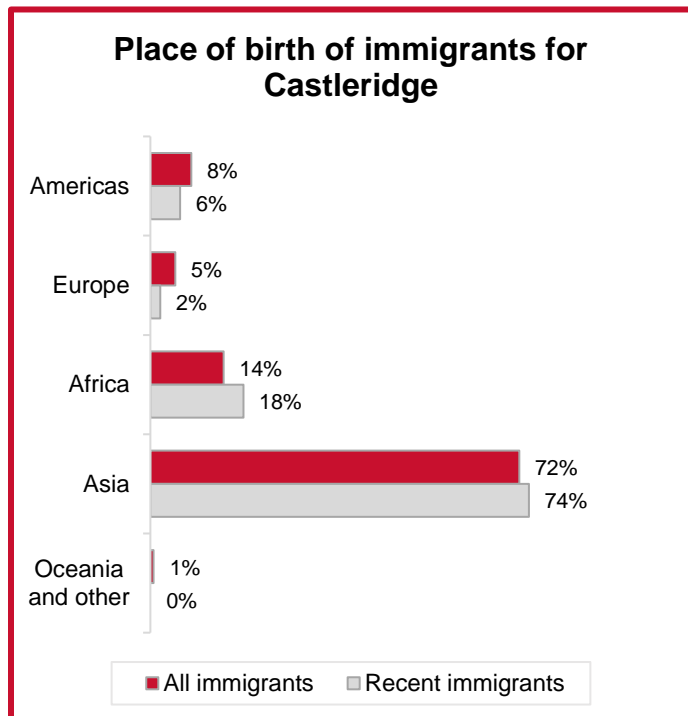 Place of birth of immigrants for
Castleridge
Americas
8%
6%
Europe
5%
2%
Africa
14%
18%
Asia
72%
74%
Oceania
and other
1%
0%
All immigrants
Recent immigrants